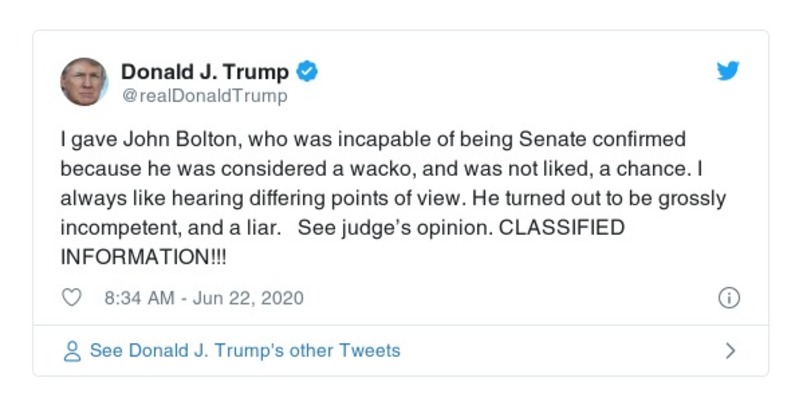 Donald J. Trump
@realDonaldTrump
I gave John Bolton, who was incapable of being Senate confirmed
because he was considered a wacko, and was not liked, a chance. I
always like hearing differing points of view. He turned out to be grossly
incompetent, and a liar.   See judge’s opinion. CLASSIFIED
INFORMATION!!!
8:34 AM - Jun 22, 2020
See Donald J. Trump's other Tweets